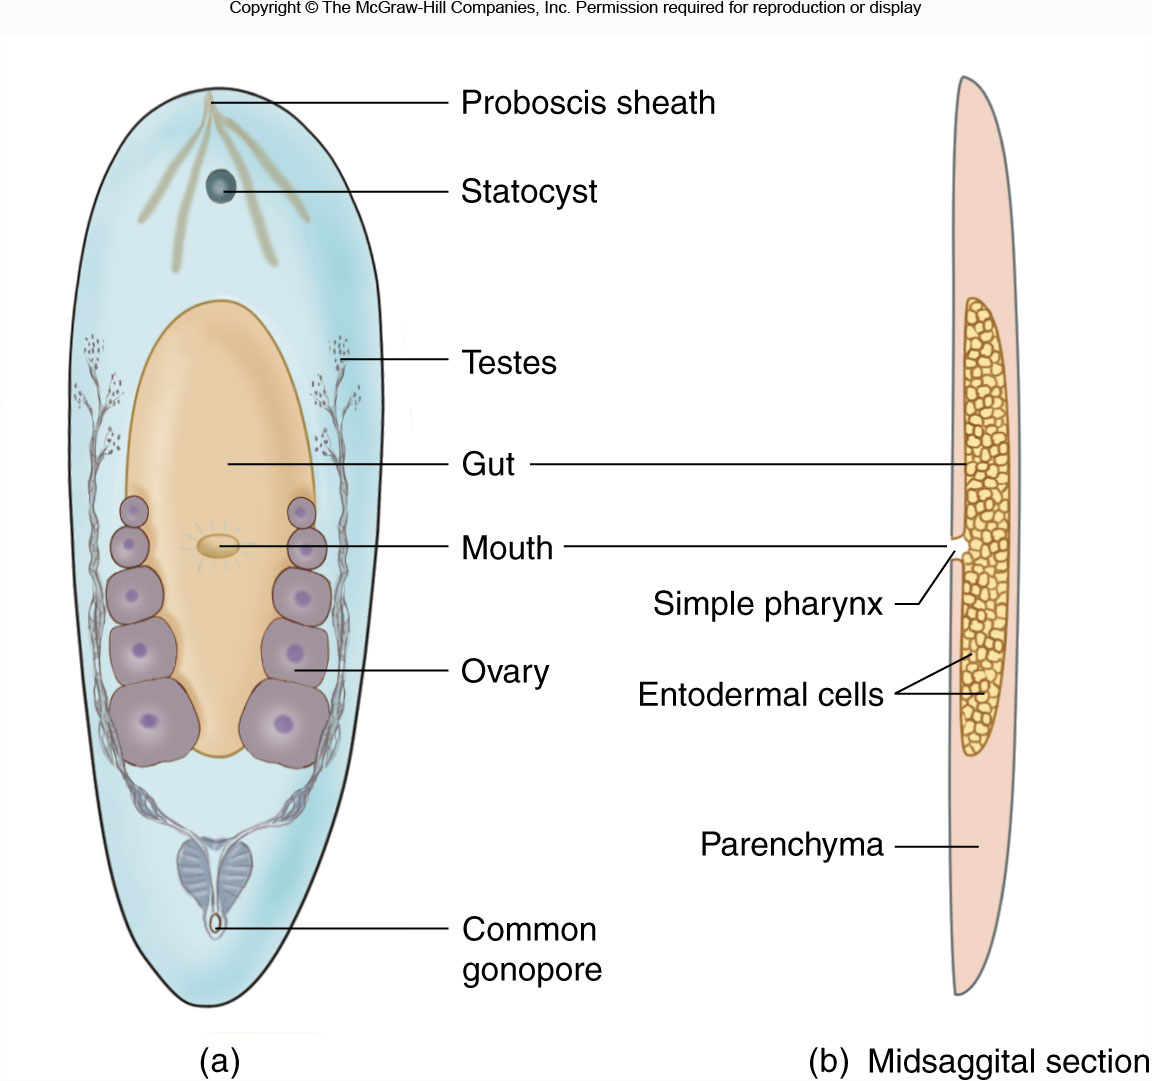 Copyright © The McGraw-Hill Companies, Inc. Permission required for reproduction or display
Proboscis sheath
Statocyst
Testes
Gut
Mouth
Simple pharynx
Ovary
Entodermal cells
Parenchyma
Common
gonopore
(a)
(b) Midsaggital section